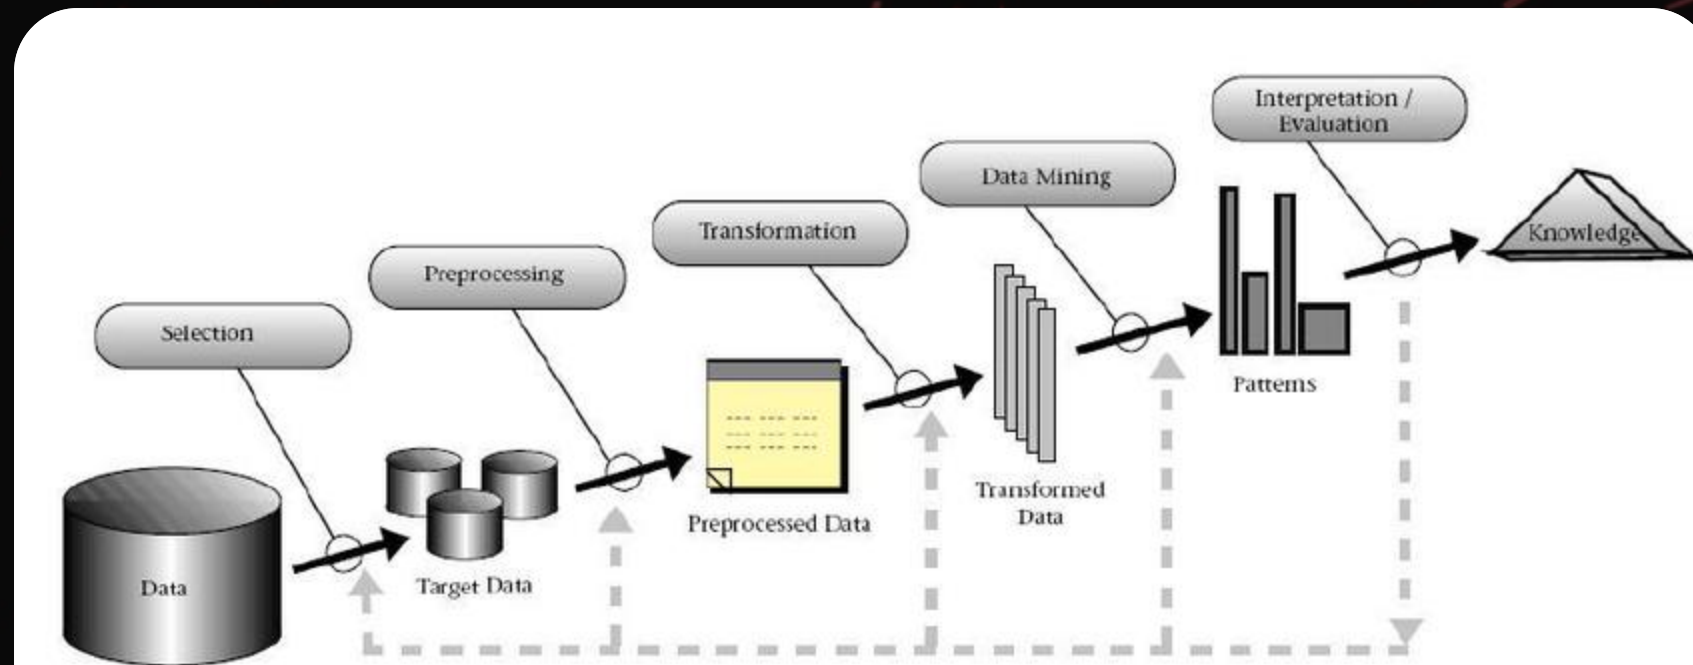 Interpretation /
Evaluation
Data Mining
Transformation
Knowledge
Preprocessing
Selection
Patterns
Transformed
Data
Preprocessed Data
Target Data
Data